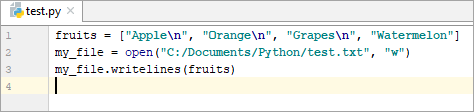 test.py
1 fruits = ["Apple\n", "Orange\n", "Grapes\n", "Watermelon"]
2 my_file = open("C:/Documents/Python/test.txt", "w")
3 my_file.writelines(fruits)
4